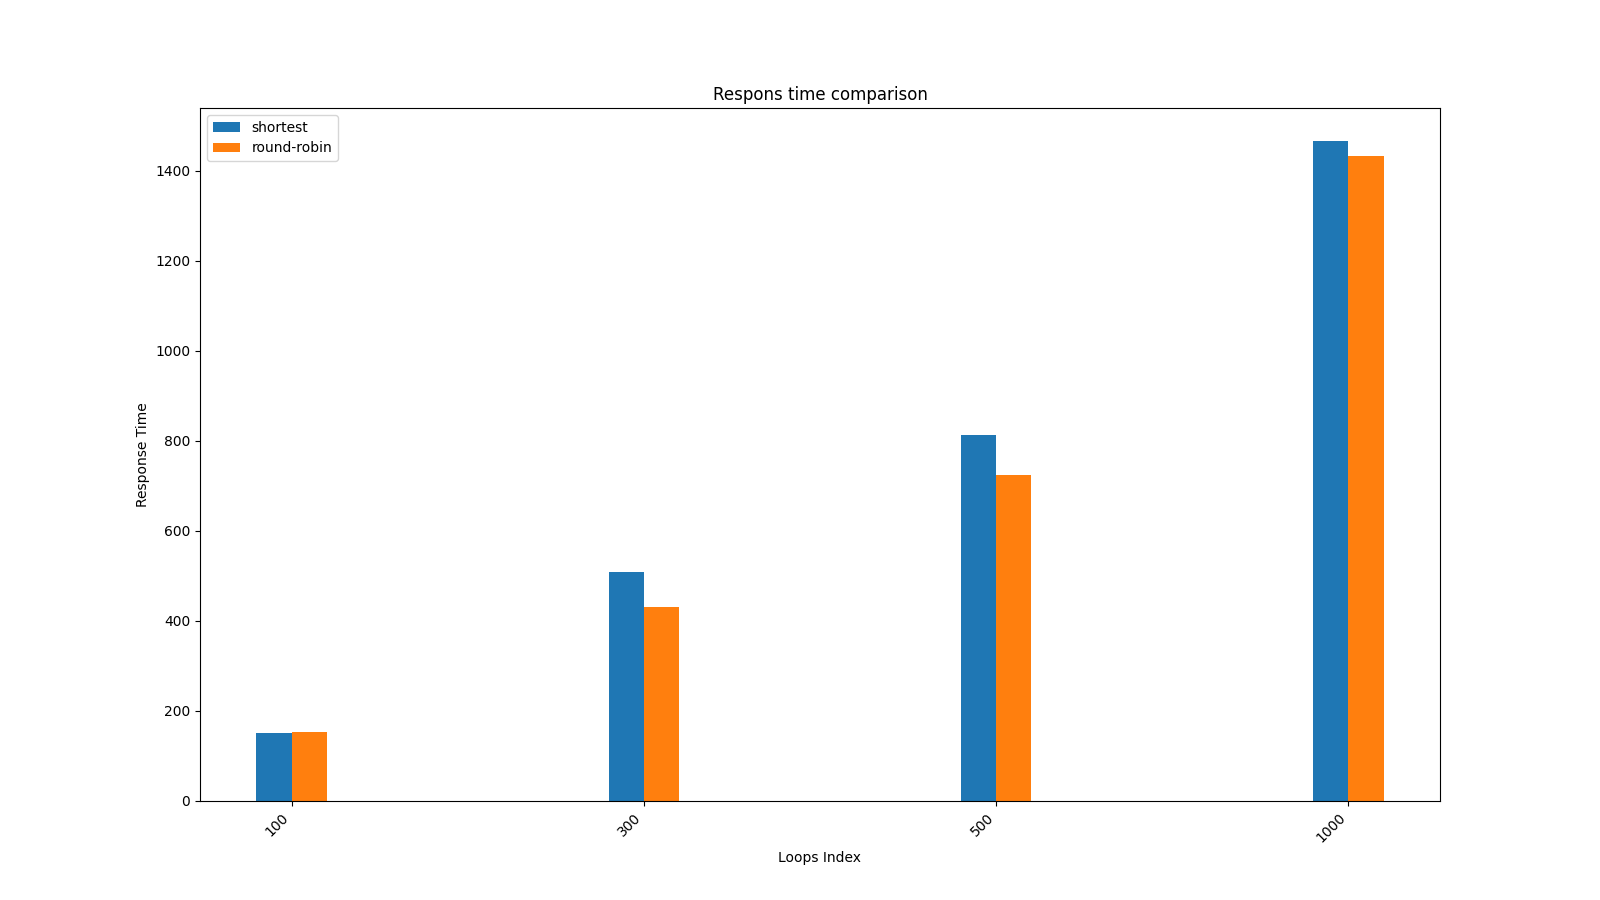 Respons time comparison
shortest
round-robin
1400
1200
1000
800
600
400
200
0
Response Time
100
300
500
1000
Loops Index